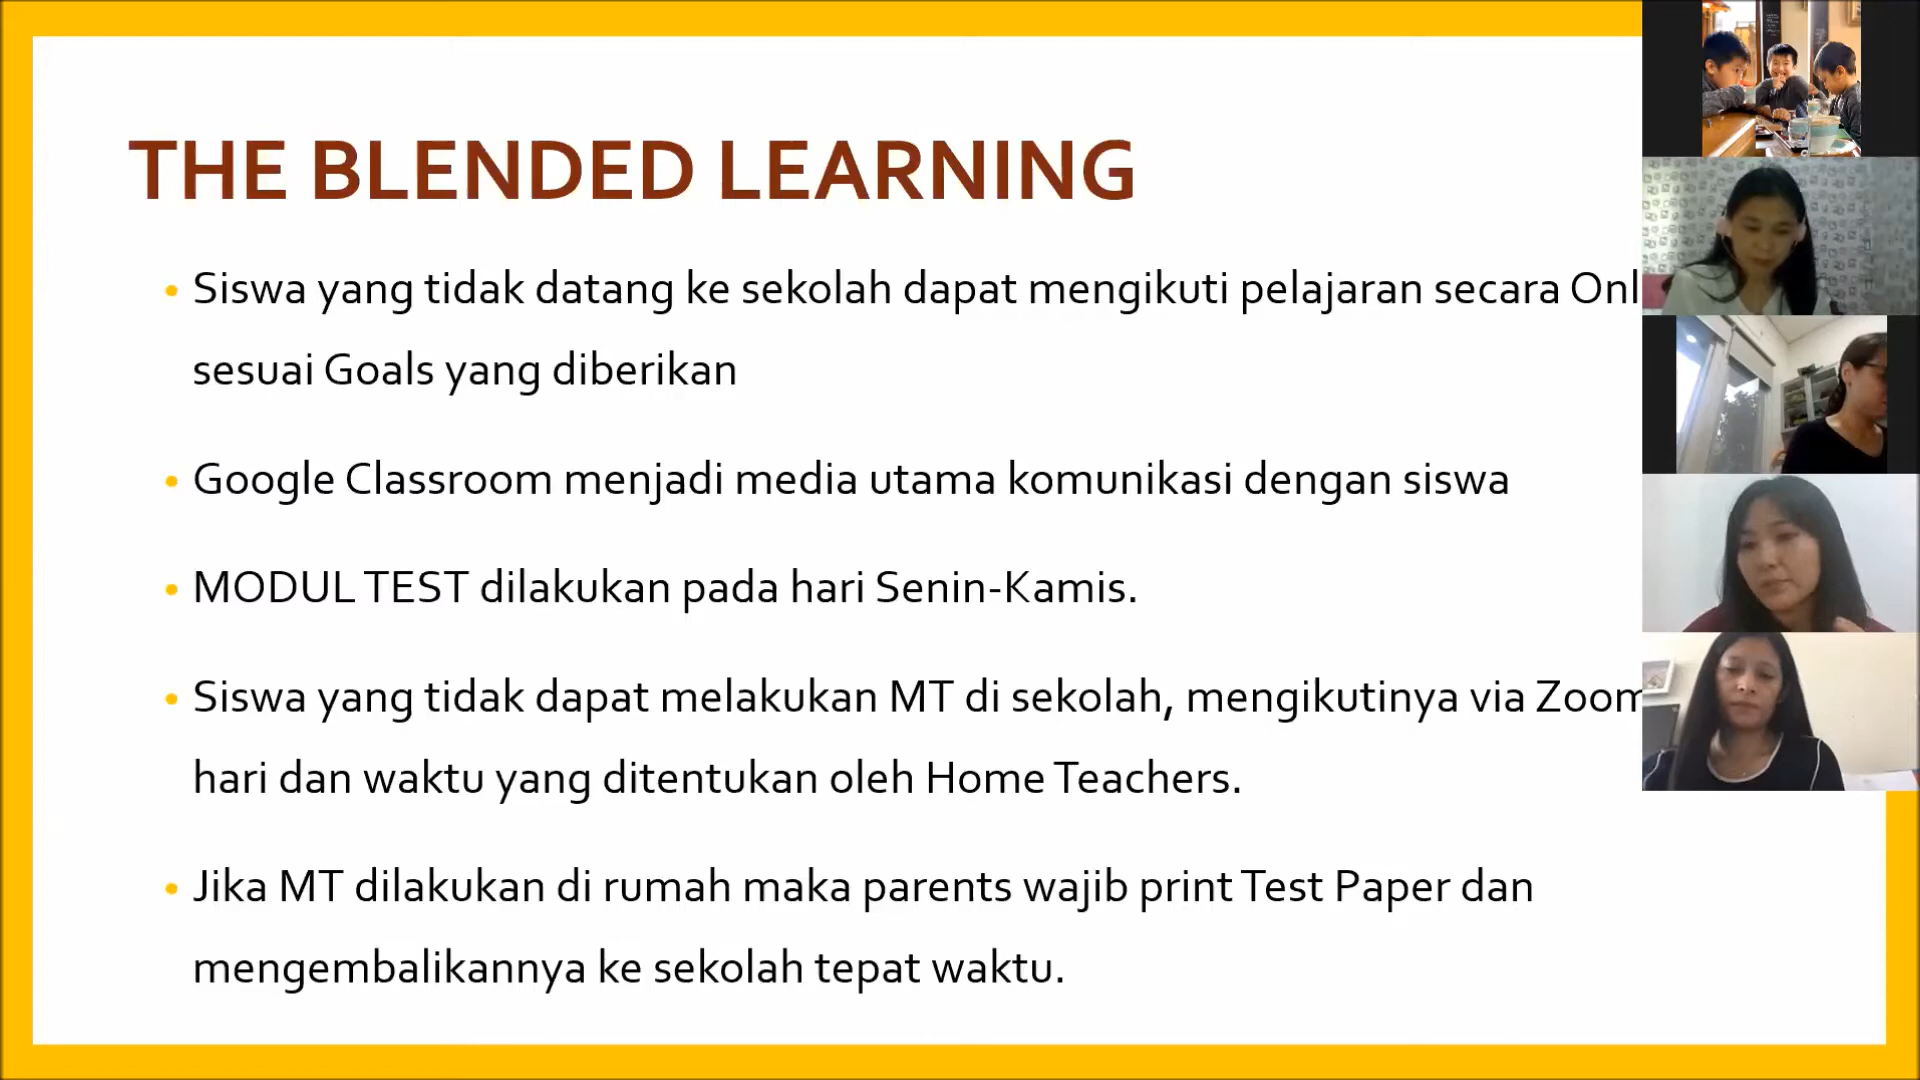 THE BLENDED LEARNING
• Siswa yang tidak datang ke sekolah dapat mengikuti pelajaran secara
sesuai Goals yang diberikan
• Google Classroom menjadi media utama komunikasi dengan siswa
• MODUL TEST dilakukan pada hari Senin-Kamis.
• Siswa yang tidak dapat melakukan MT di sekolah, mengikutinya via Zoom
hari dan waktu yang ditentukan oleh Home Teachers.
• Jika MT dilakukan di rumah maka parents wajib print Test Paper dan
mengembalikannya ke sekolah tepat waktu.